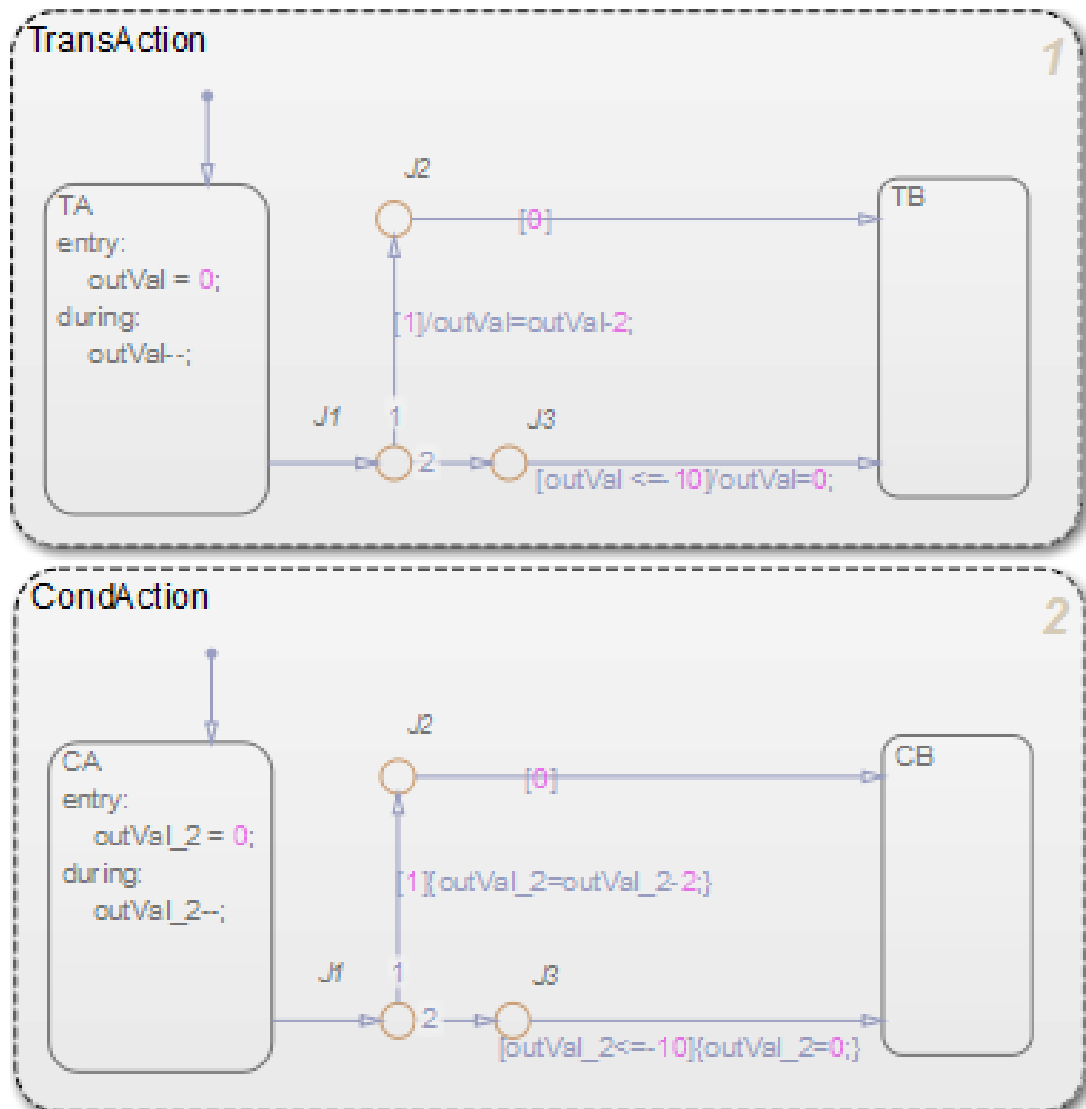 TransAction
1
J2
TA
TB
entry:
[0]
outVal = 0;
during:
[1]/outVal=outVal-2;
outVal--;
J1
1
J3
2
[outVal <=-10]/outVal=0;
CondAction
2
J2
CA
CB
entry:
[0]
outVal_2 = 0;
during:
[1]{outVal_2=outVal_2-2;}
outVal_2--;
J1
1
J3
2
[outVal_2<=-10]{outVal_2=0;}